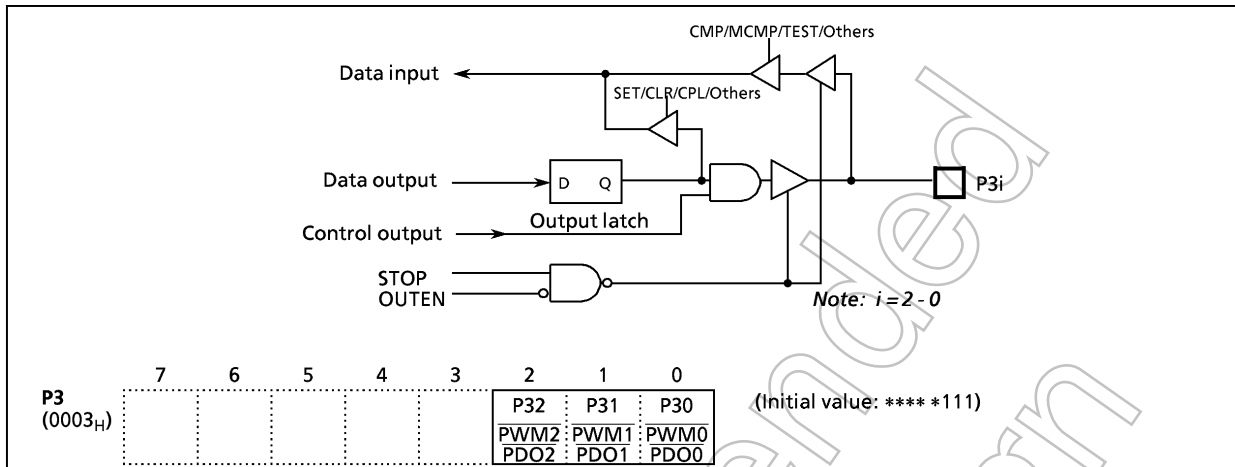 CMP/MCMP/TEST/Others
Data input
SET/CLR/CPL/Others
Data output
D Q
P3i
Output latch
Control output
STOP
OUTEN
Note: i = 2 - 0
7 6 5 4 3 2 1 0
P3
(0003H)
P32 P31 P30
PWM2 PWM1 PWM0
PDO2 PDO1 PDO0
(Initial value: **** *111)